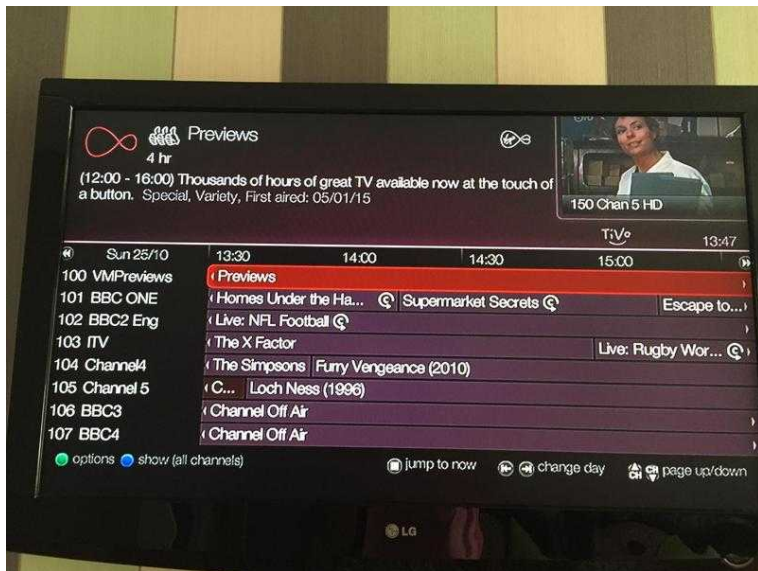 Previews
4 hr
(12:00 - 16:00) Thousands of hours of great TV available now at the touch of
a button. Special, Variety, First aired: 05/01/15
150 Chan 5 HD
TiVo
13:47
Sun 25/10 13:30 14:00 14:30 15:00
100 VMPreviews Previews
101 BBC ONE Homes Under the Ha... Supermarket Secrets Escape to...
102 BBC2 Eng Live: NFL Football
103 ITV The X Factor Live: Rugby Wor...
104 Channel4 The Simpsons Furry Vengeance (2010)
105 Channel 5 C... Loch Ness (1996)
106 BBC3 Channel Off Air
107 BBC4 Channel Off Air
options show (all channels) jump to now change day CH CH page up/down
LG